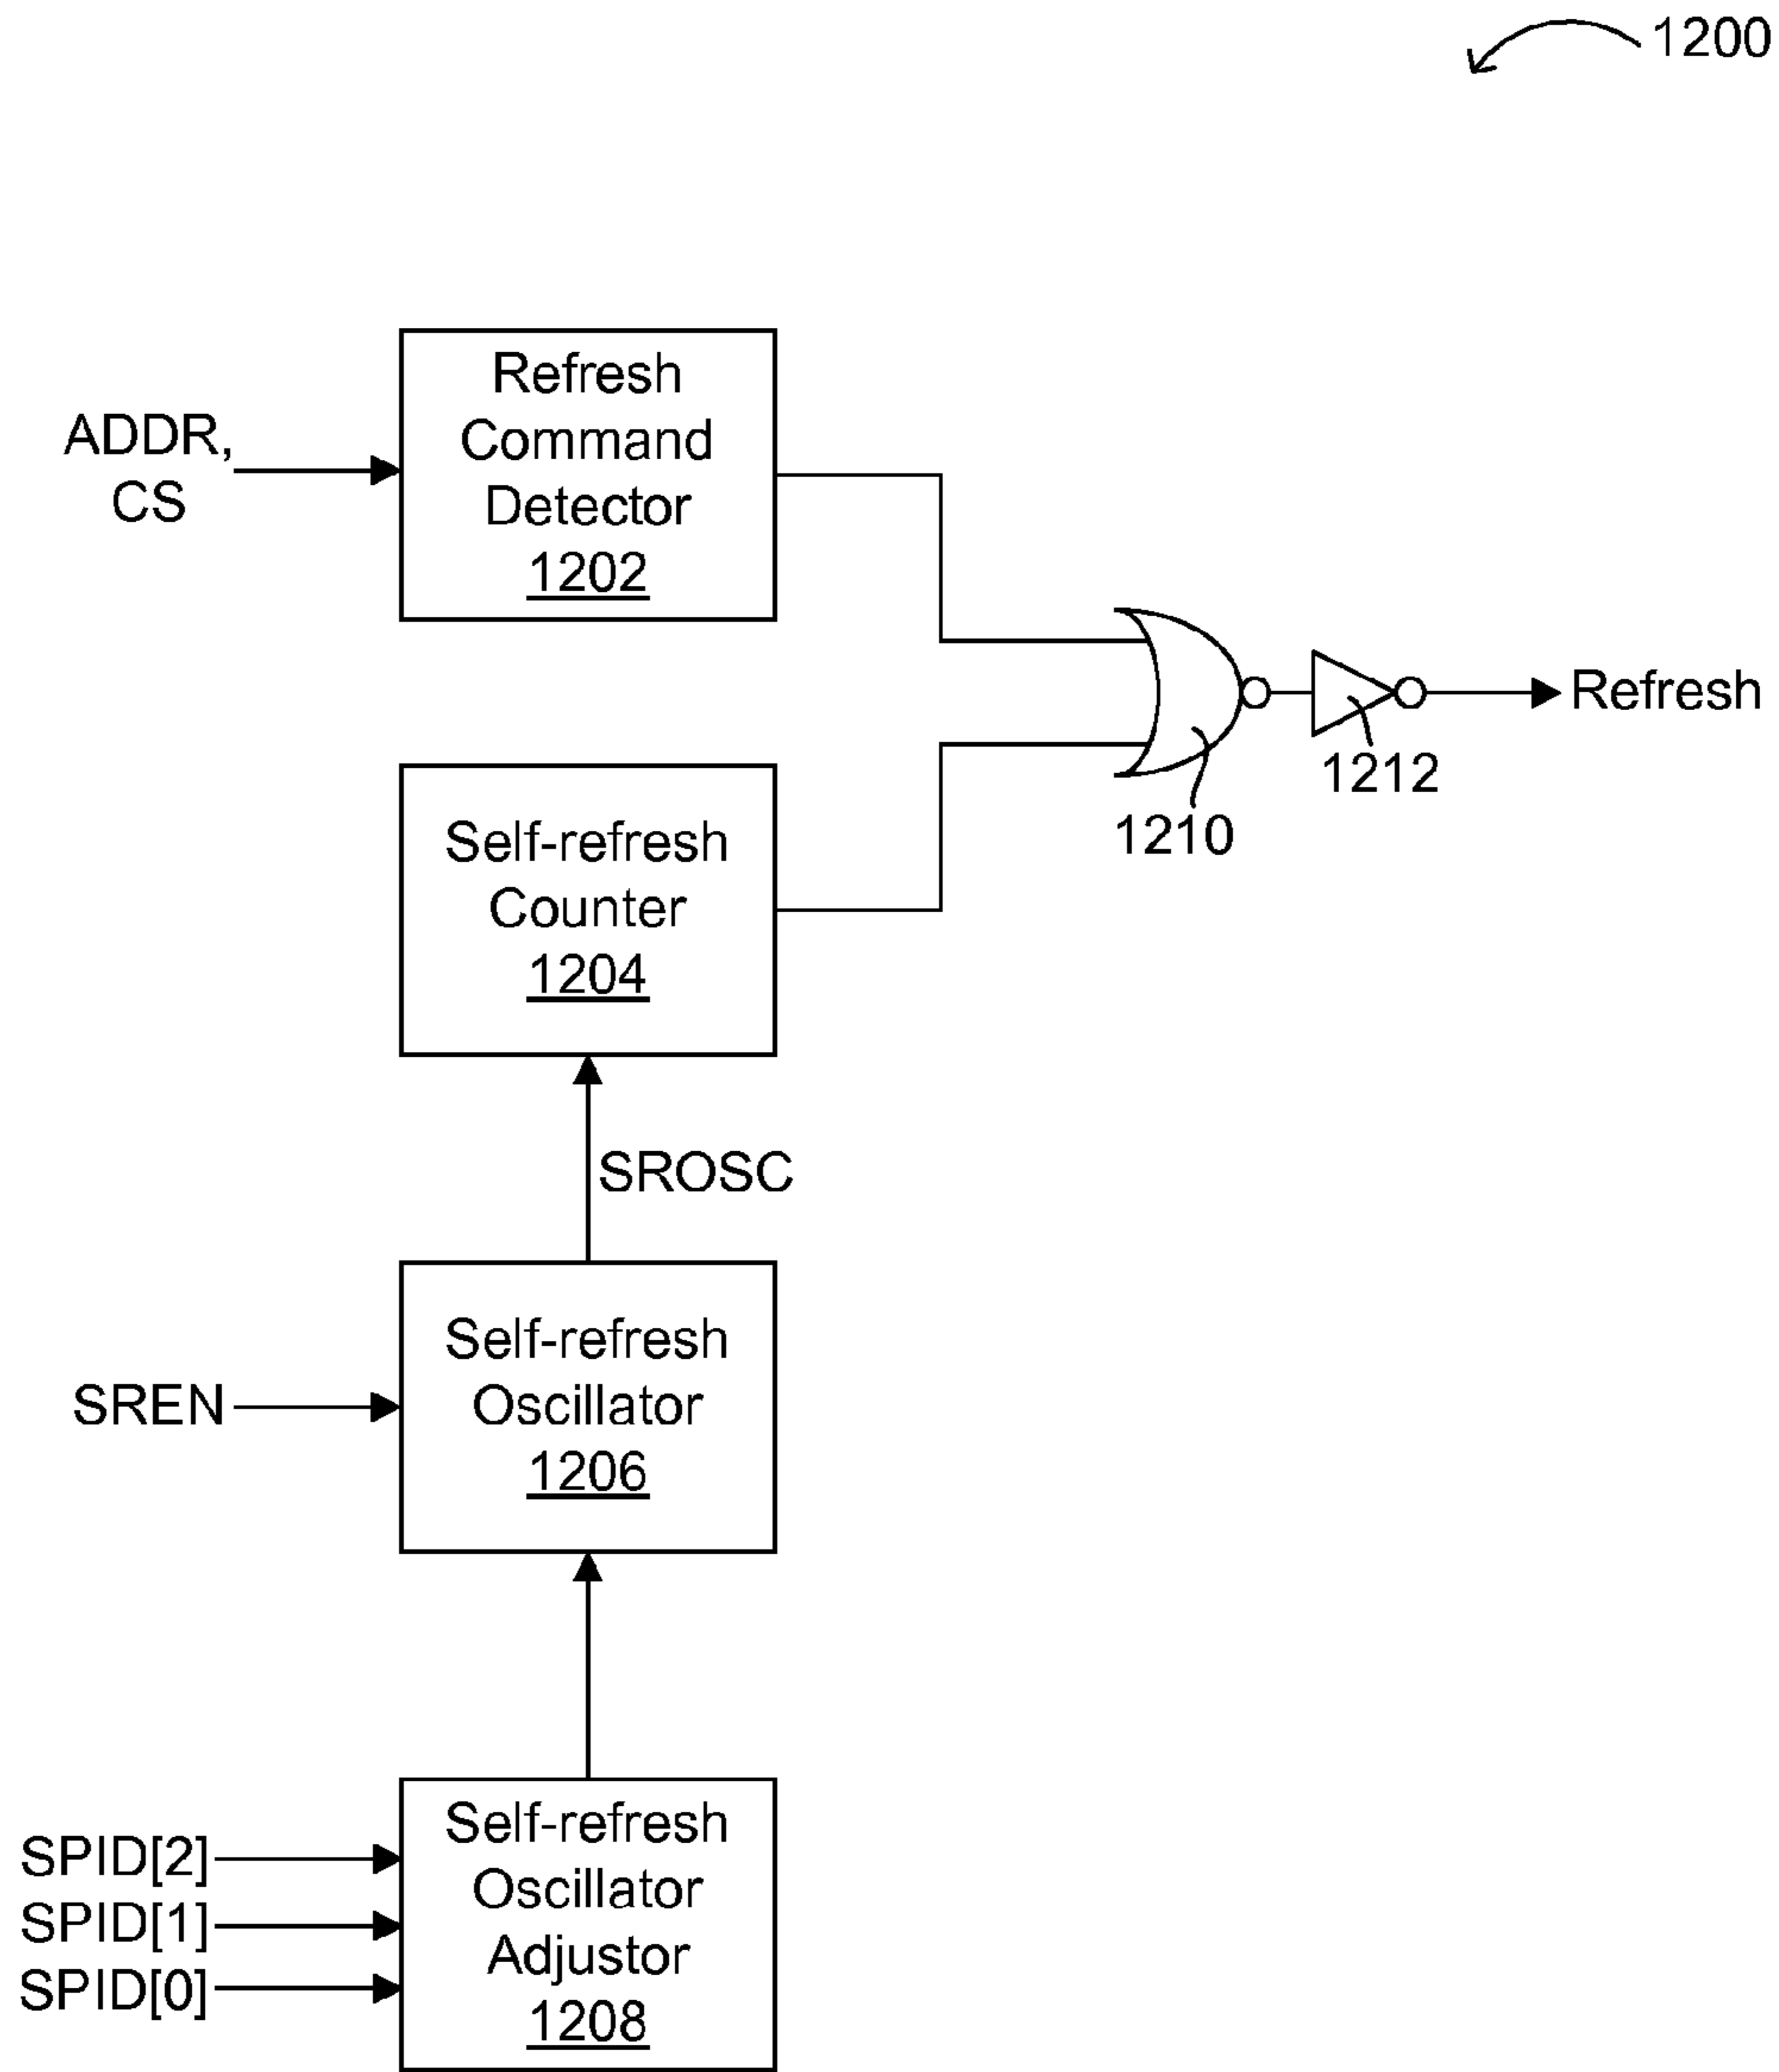 1200
ADDR,
CS
Refresh
Command
Detector
1202
Refresh
1212
1210
Self-refresh
Counter
1204
SROSC
SREN
Self-refresh
Oscillator
1206
SPID[2]
SPID[1]
SPID[0]
Self-refresh
Oscillator
Adjustor
1208